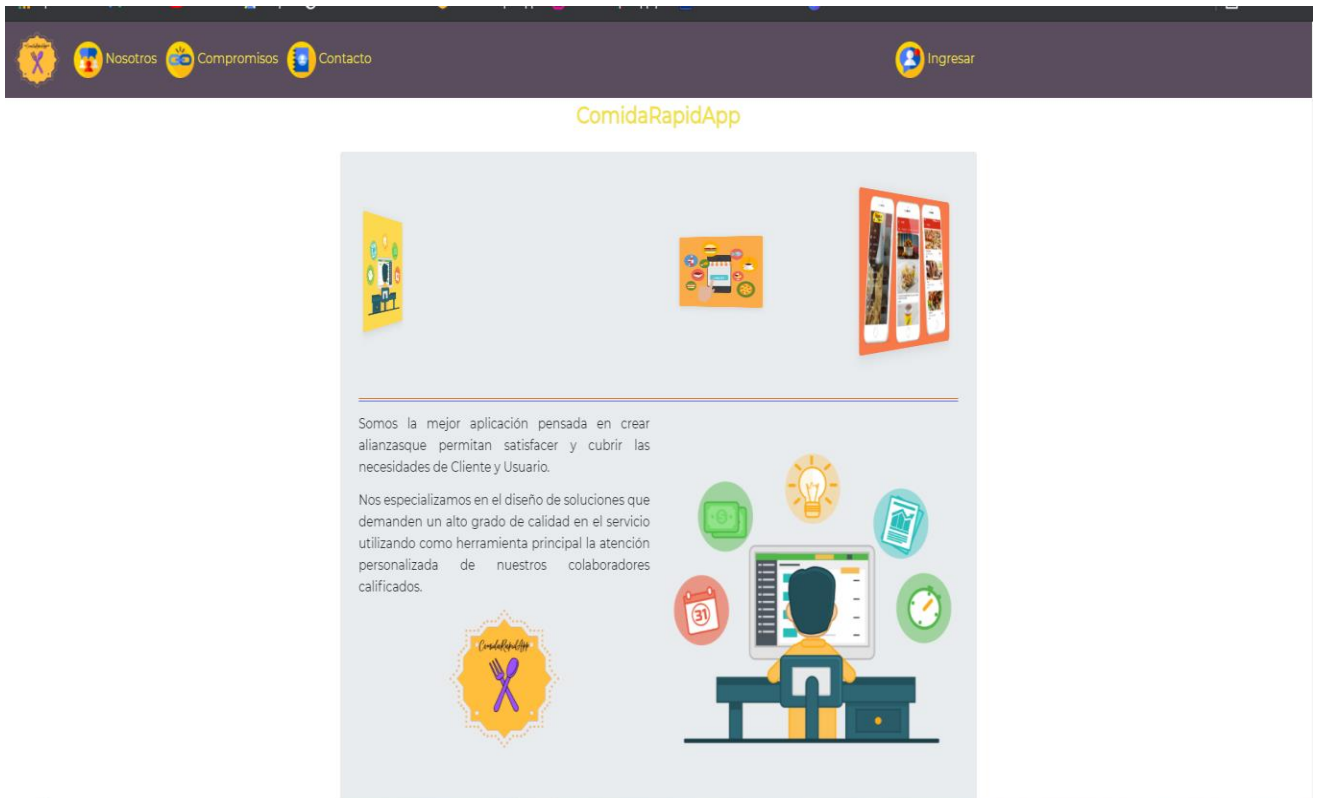 ComidaRapidApp
Nosotros
Compromisos
Contacto
Ingresar
ComidaRapidApp
Somos la mejor aplicación pensada en crear
alianzasque permitan satisfacer y cubrir las
necesidades de Cliente y Usuario.
Nos especializamos en el diseño de soluciones que
demanden un alto grado de calidad en el servicio
utilizando como herramienta principal la atención
personalizada de nuestros colaboradores
calificados.
31
ComidaRapidApp